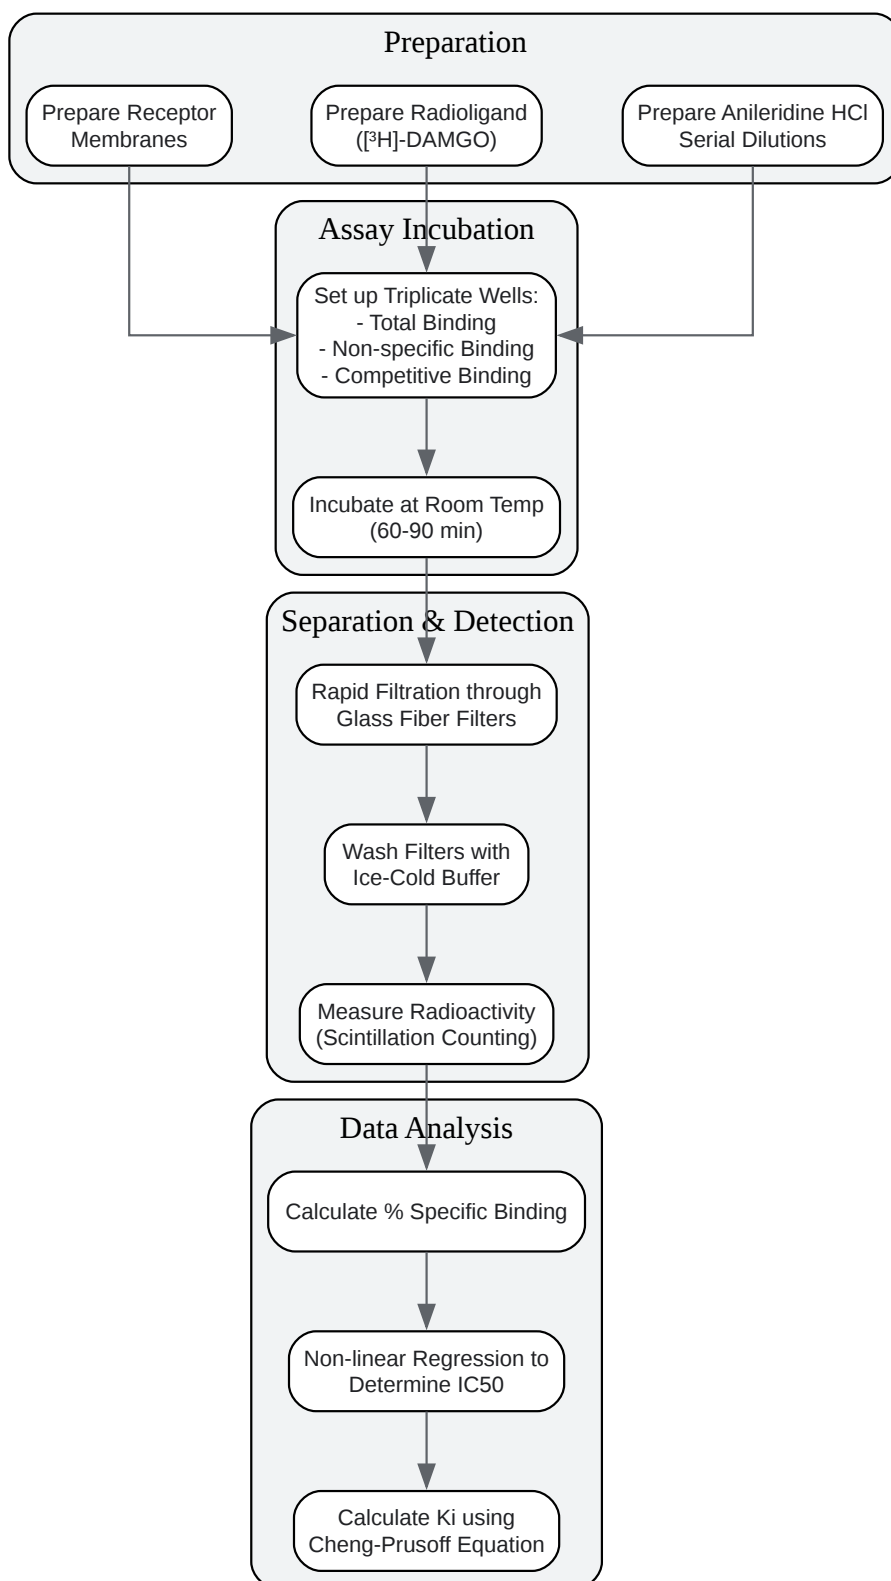 Preparation
Prepare Receptor
Membranes
Prepare Radioligand
([³H]-DAMGO)
Prepare Anileridine HCl
Serial Dilutions
Assay Incubation
Set up Triplicate Wells:
- Total Binding
- Non-specific Binding
- Competitive Binding
Incubate at Room Temp
(60-90 min)
Separation & Detection
Rapid Filtration through
Glass Fiber Filters
Wash Filters with
Ice-Cold Buffer
Measure Radioactivity
(Scintillation Counting)
Data Analysis
Calculate % Specific Binding
Non-linear Regression to
Determine IC50
Calculate Ki using
Cheng-Prusoff Equation